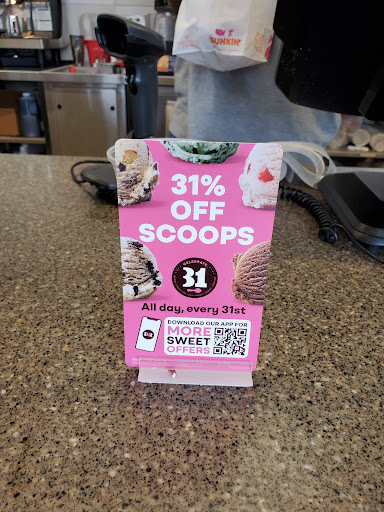 DUNKIN'
31%
OFF
SCOOPS
CELEBRATE
31
All day, every 31st
DOWNLOAD OUR APP FOR
MORE
SWEET
OFFERS